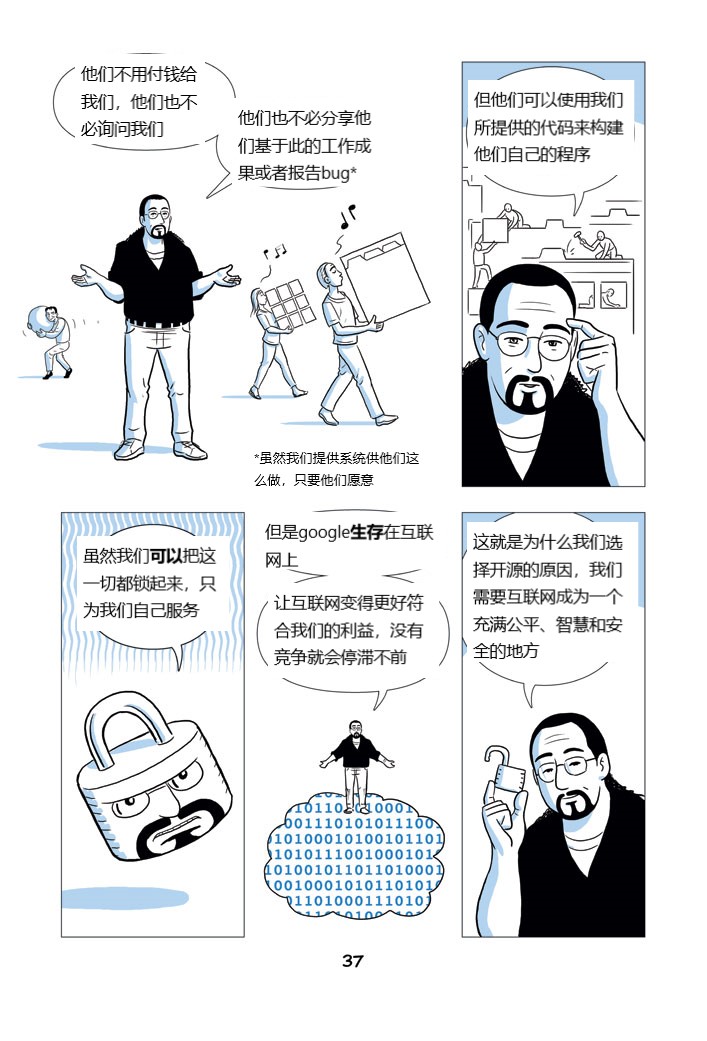 他们不用付钱给
我们，他们也不
必询问我们
他们也不必分享他
们基于此的工作成
果或者报告bug*
*虽然我们提供系统供他们这
么做，只要他们愿意
但他们可以使用我们
所提供的代码来构建
他们自己的程序
虽然我们可以把这
一切都锁起来，只
为我们自己服务
但是google生存在互联
网上
让互联网变得更好符
合我们的利益，没有
竞争就会停滞不前
01011010100011
0011101010111001
010100010100101101
10101110010001010
1010010110110100010
100100010101101010
0110100011101011
0110101001010
这就是为什么我们选
择开源的原因，我们
需要互联网成为一个
充满公平、智慧和安
全的地方
37